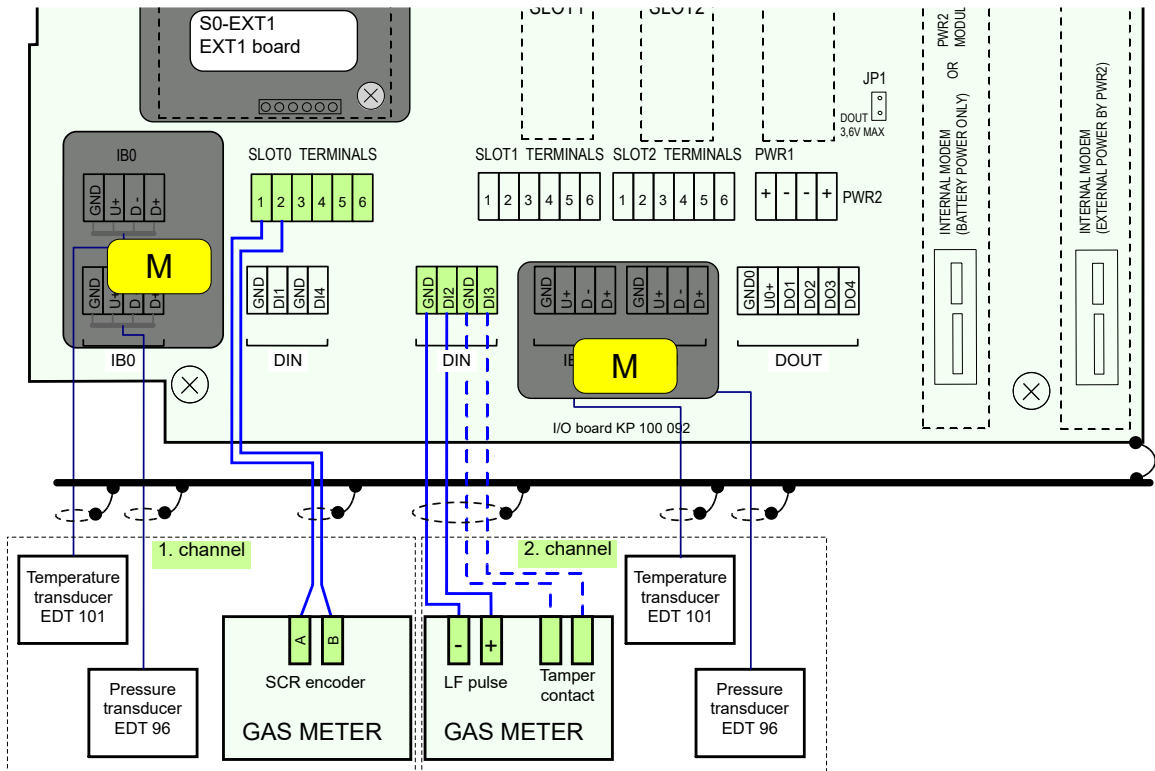 S0-EXT1
EXT1 board
SLOT1
SLOT2
JP1
DOUT
3,6V MAX
INTERNAL MODEM
(BATTERY POWER ONLY)
OR
PWR2
INTERNAL MODEM
(EXTERNAL POWER BY PWR2)
IB0
GND U+ D - D+
SLOT0 TERMINALS
1 2 3 4 5 6
SLOT1 TERMINALS
1 2 3 4 5 6
SLOT2 TERMINALS
1 2 3 4 5 6
PWR1
+ - - +
PWR2
M
GND U+ D+
IB0
GND DI1 GND DI4
DIN
GND DI2 GND DI3
DIN
GND U+ D - D+
GND U+ D - D+
M
GND0 U0+ DO1 DO2 DO3 DO4
DOUT
I/O board KP 100 092
1. channel
2. channel
Temperature
transducer
EDT 101
Pressure
transducer
EDT 96
A B
SCR encoder
GAS METER
- +
LF pulse
Tamper
contact
GAS METER
Temperature
transducer
EDT 101
Pressure
transducer
EDT 96